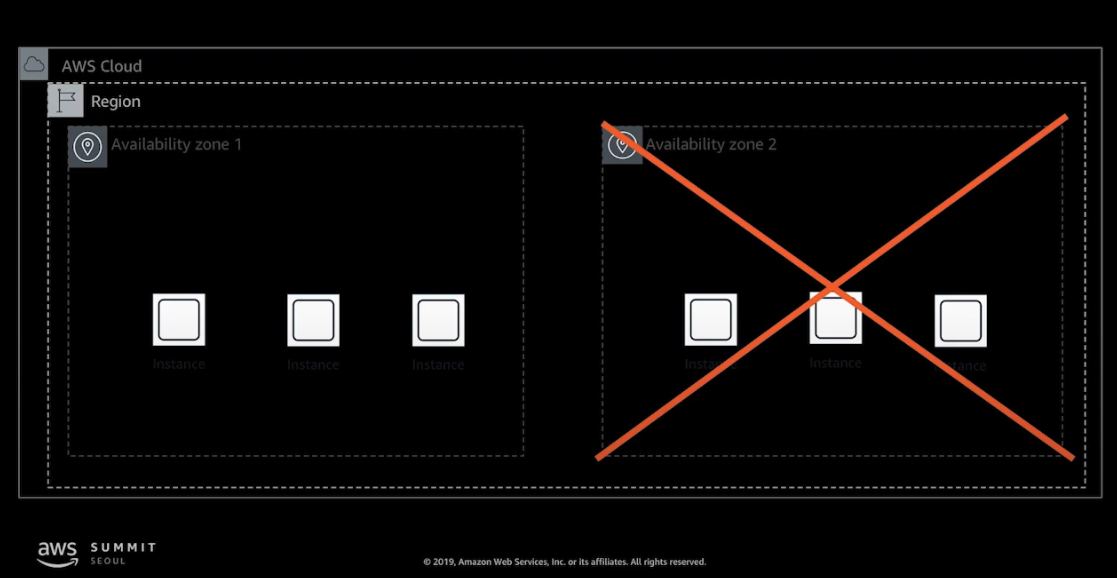 AWS Cloud
Region
Availability zone 1
Availability zone 2
Instance
Instance
Instance
Instance
Instance
Instance
aws SUMMIT
SEOUL
© 2019, Amazon Web Services, Inc. or its affiliates. All rights reserved.